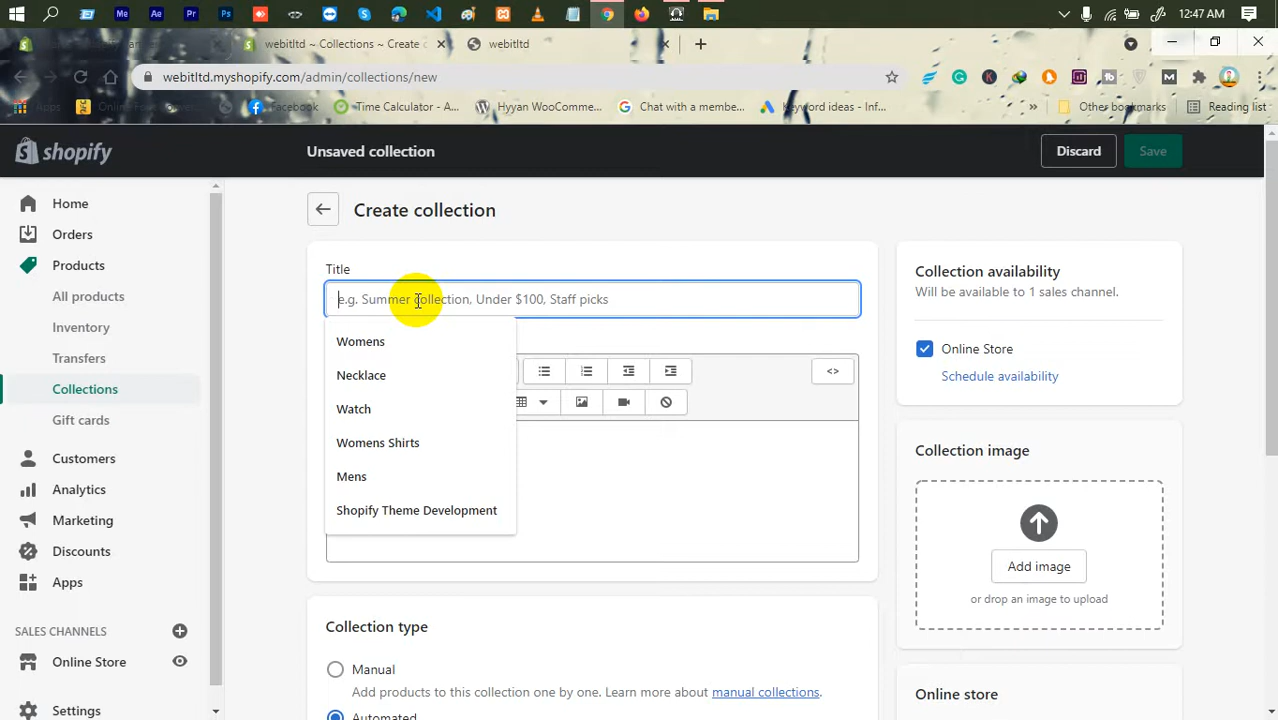 12:47 AM
webitltd ~ Collections ~ Create c
webitltd
webitltd.myshopify.com/admin/collections/new
Apps
Facebook
Time Calculator - A...
Hyyan WooComme...
Chat with a membe...
Keyword ideas - Inf...
Other bookmarks
Reading list
shopify
Unsaved collection
Discard
Save
Home
Orders
Products
All products
Inventory
Transfers
Collections
Gift cards
Customers
Analytics
Marketing
Discounts
Apps
SALES CHANNELS
Online Store
Settings
Create collection
Title
e.g. Summer collection, Under $100, Staff picks
Womens
Necklace
Watch
Womens Shirts
Mens
Shopify Theme Development
Collection type
Manual
Add products to this collection one by one. Learn more about manual collections.
Automated
Collection availability
Will be available to 1 sales channel.
Online Store
Schedule availability
Collection image
Add image
or drop an image to upload
Online store